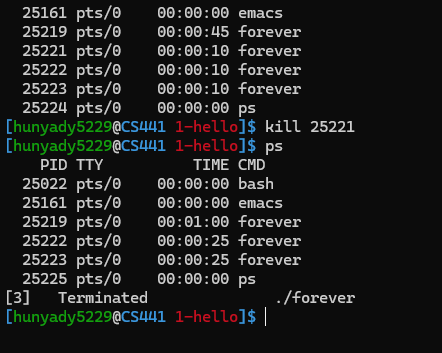 25161 pts/0    00:00:00 emacs
25219 pts/0    00:00:45 forever
25221 pts/0    00:00:10 forever
25222 pts/0    00:00:10 forever
25223 pts/0    00:00:10 forever
25224 pts/0    00:00:00 ps
[hunyady5229@CS441 1-hello]$ kill 25221
[hunyady5229@CS441 1-hello]$ ps
    PID TTY          TIME CMD
  25022 pts/0    00:00:00 bash
  25161 pts/0    00:00:00 emacs
  25219 pts/0    00:01:00 forever
  25222 pts/0    00:00:25 forever
  25223 pts/0    00:00:25 forever
  25225 pts/0    00:00:00 ps
[3]   Terminated              ./forever
[hunyady5229@CS441 1-hello]$